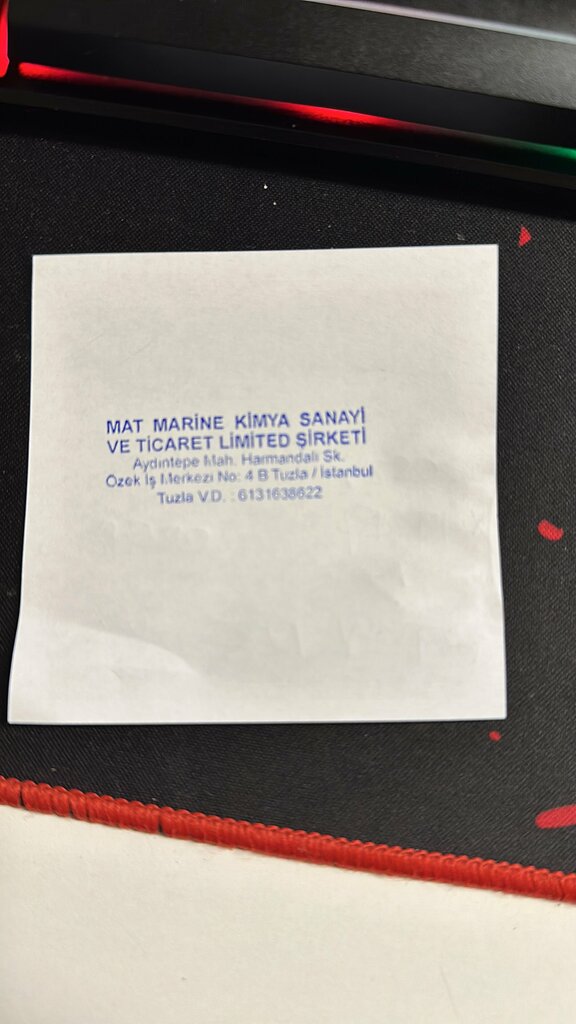 MAT MARİNE KİMYA SANAYİ
VE TİCARET LİMİTED ŞİRKETİ
Aydıntepe Mah. Harmandalı Sk.
Özek İş Merkezi No: 4 B Tuzla / İstanbul
Tuzla V.D. : 6131638622